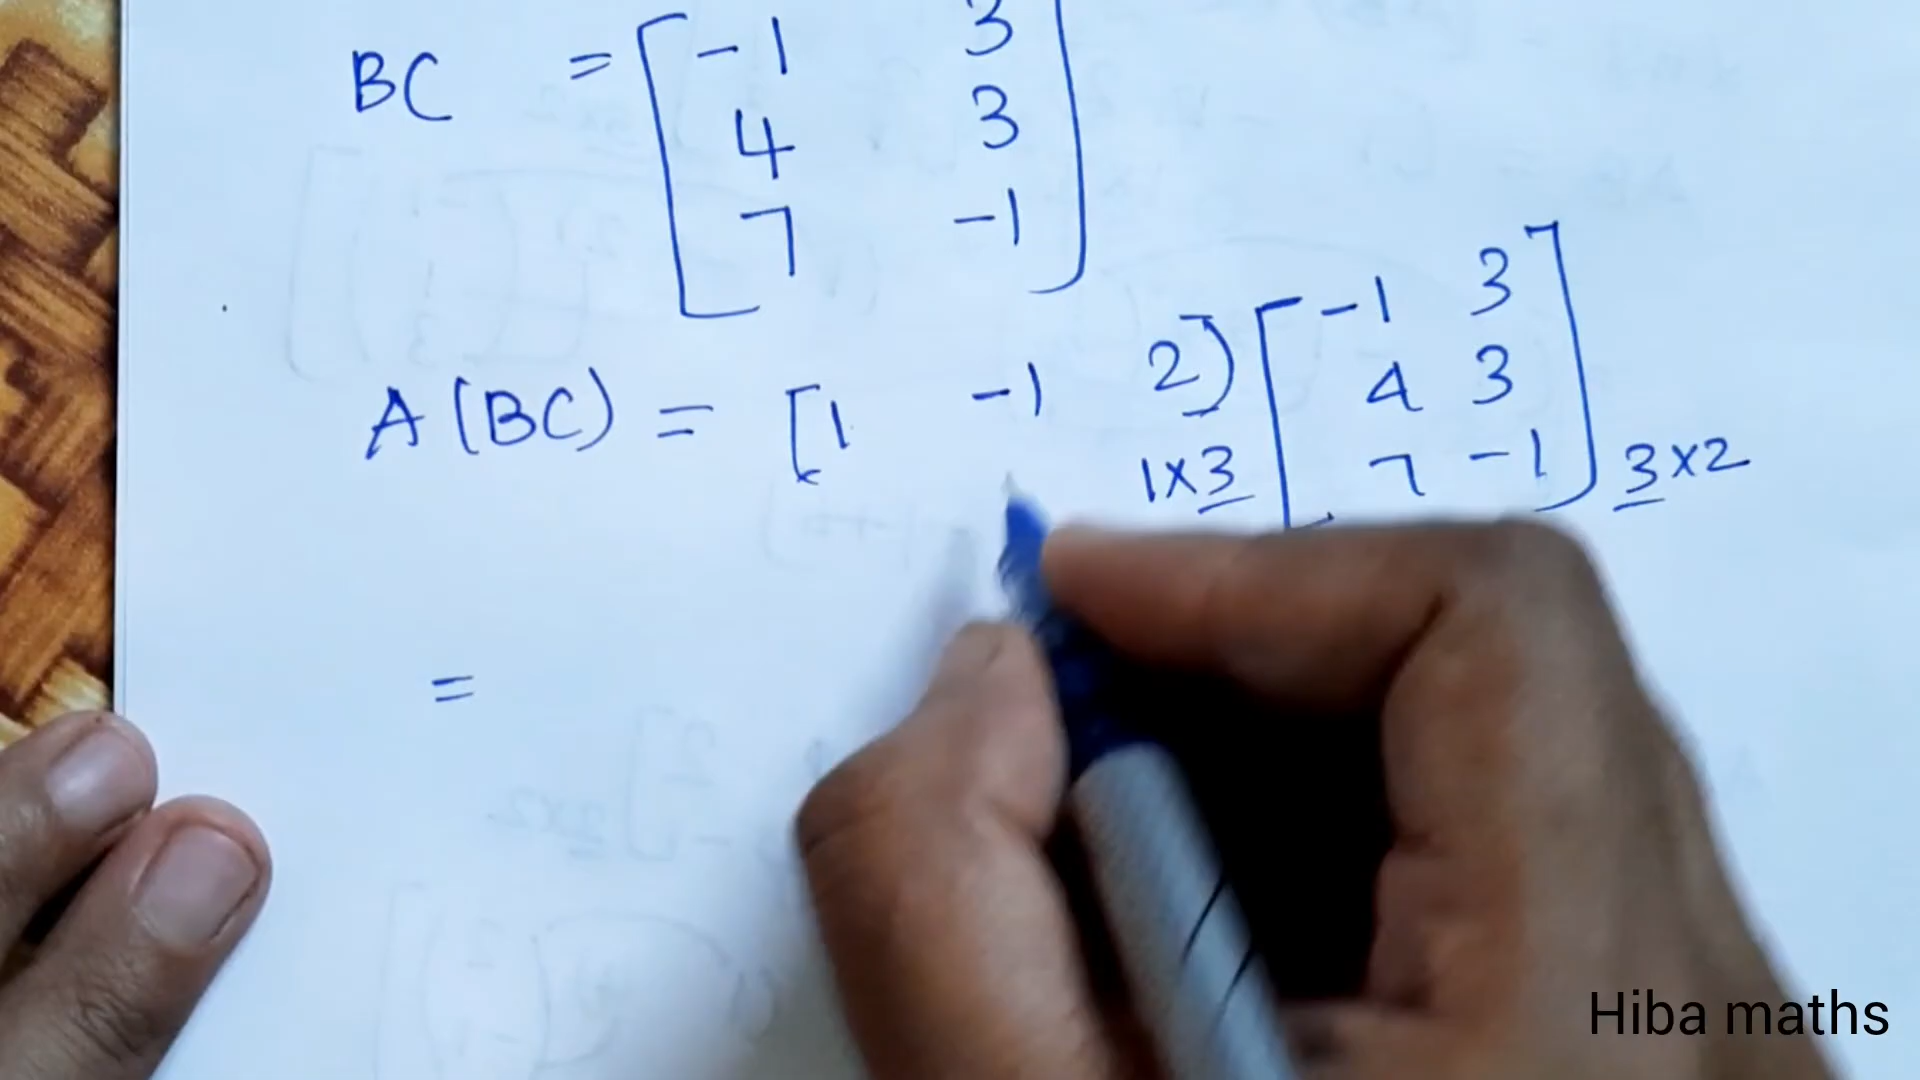 BC = [ -1 3
4 3
7 -1 ]
A (BC) = [ 1 -1 2 ] 1x3 [ -1 3
4 3
7 -1 ] 3x2
=
Hiba maths